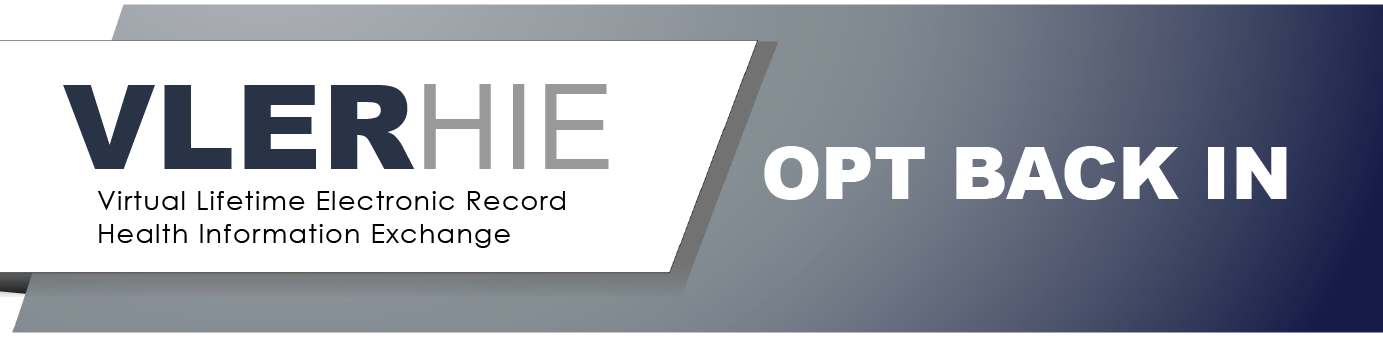 VLERHIE
Virtual Lifetime Electronic Record
Health Information Exchange
OPT BACK IN